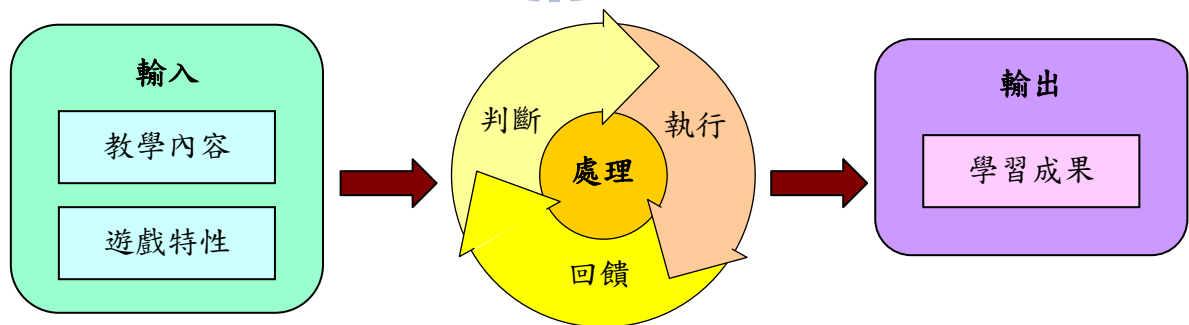 輸入
教學內容
遊戲特性
判斷
執行
處理
回饋
輸出
學習成果